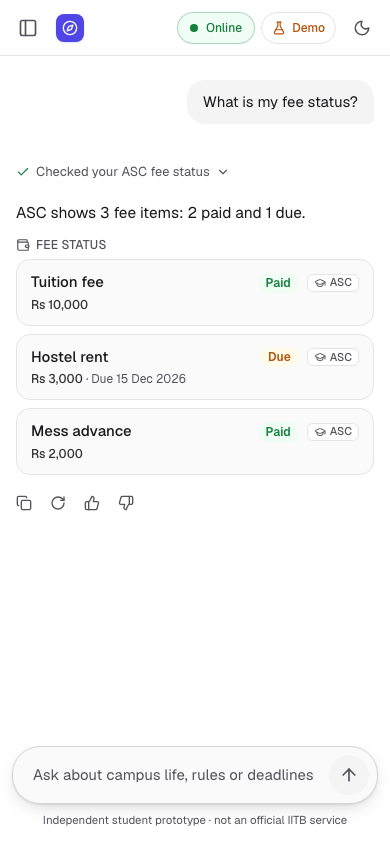 Online
Demo
What is my fee status?
Checked your ASC fee status
ASC shows 3 fee items: 2 paid and 1 due.
FEE STATUS
Tuition fee Paid ASC
Rs 10,000
Hostel rent Due ASC
Rs 3,000 · Due 15 Dec 2026
Mess advance Paid ASC
Rs 2,000
Ask about campus life, rules or deadlines
Independent student prototype · not an official IITB service